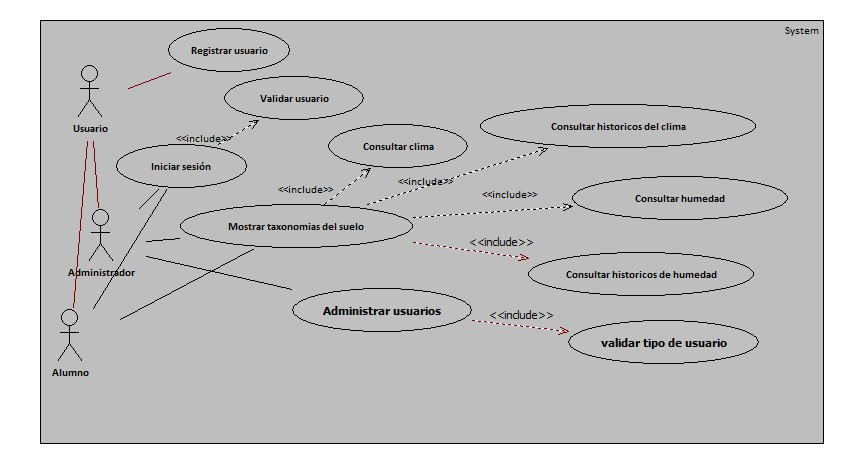 System
Registrar usuario
Validar usuario
Usuario
<<include>>
Consultar historicos del clima
Consultar clima
Iniciar sesión
<<include>>
<<include>>
<<include>>
Consultar humedad
Mostrar taxonomias del suelo
<<include>>
Administrador
Consultar historicos de humedad
Administrar usuarios
<<include>>
validar tipo de usuario
Alumno